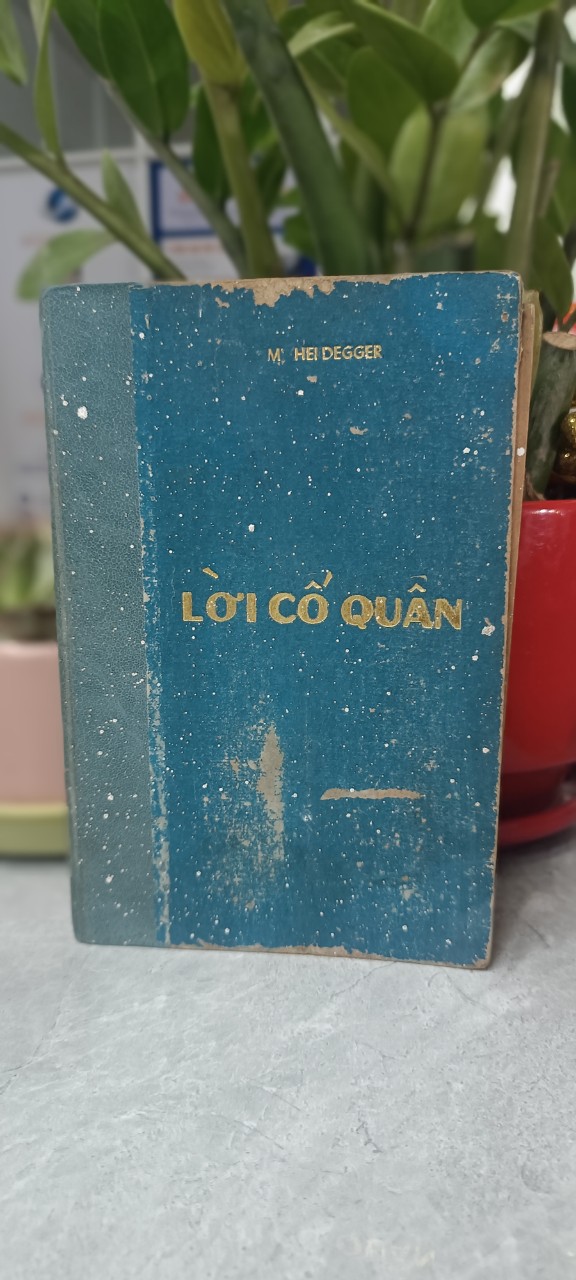 M. HEIDEGGER
LỜI CỐ QUẬN